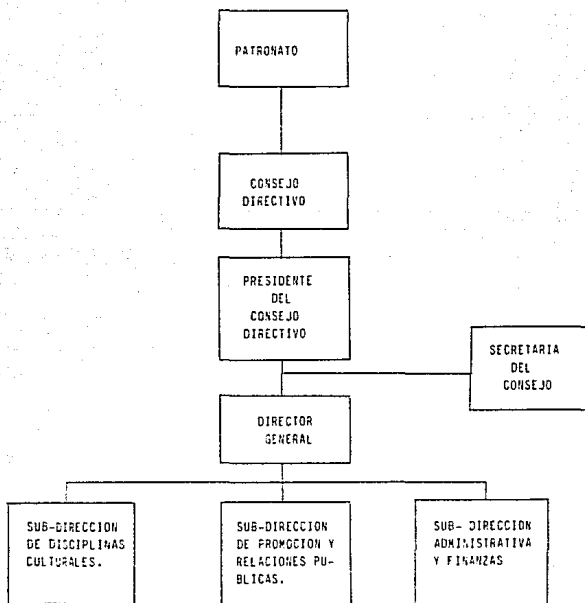 PATRONATO
CONSEJO
DIRECTIVO
PRESIDENTE
DEL
CONSEJO
DIRECTIVO
SECRETARIA
DEL
CONSEJO
DIRECTOR
GENERAL
SUB-DIRECCION
DE DISCIPLINAS
CULTURALES.
SUB-DIRECCION
DE PROMOCION Y
RELACIONES PU-
BLICAS.
SUB- DIRECCION
ADMINISTRATIVA
Y FINANZAS